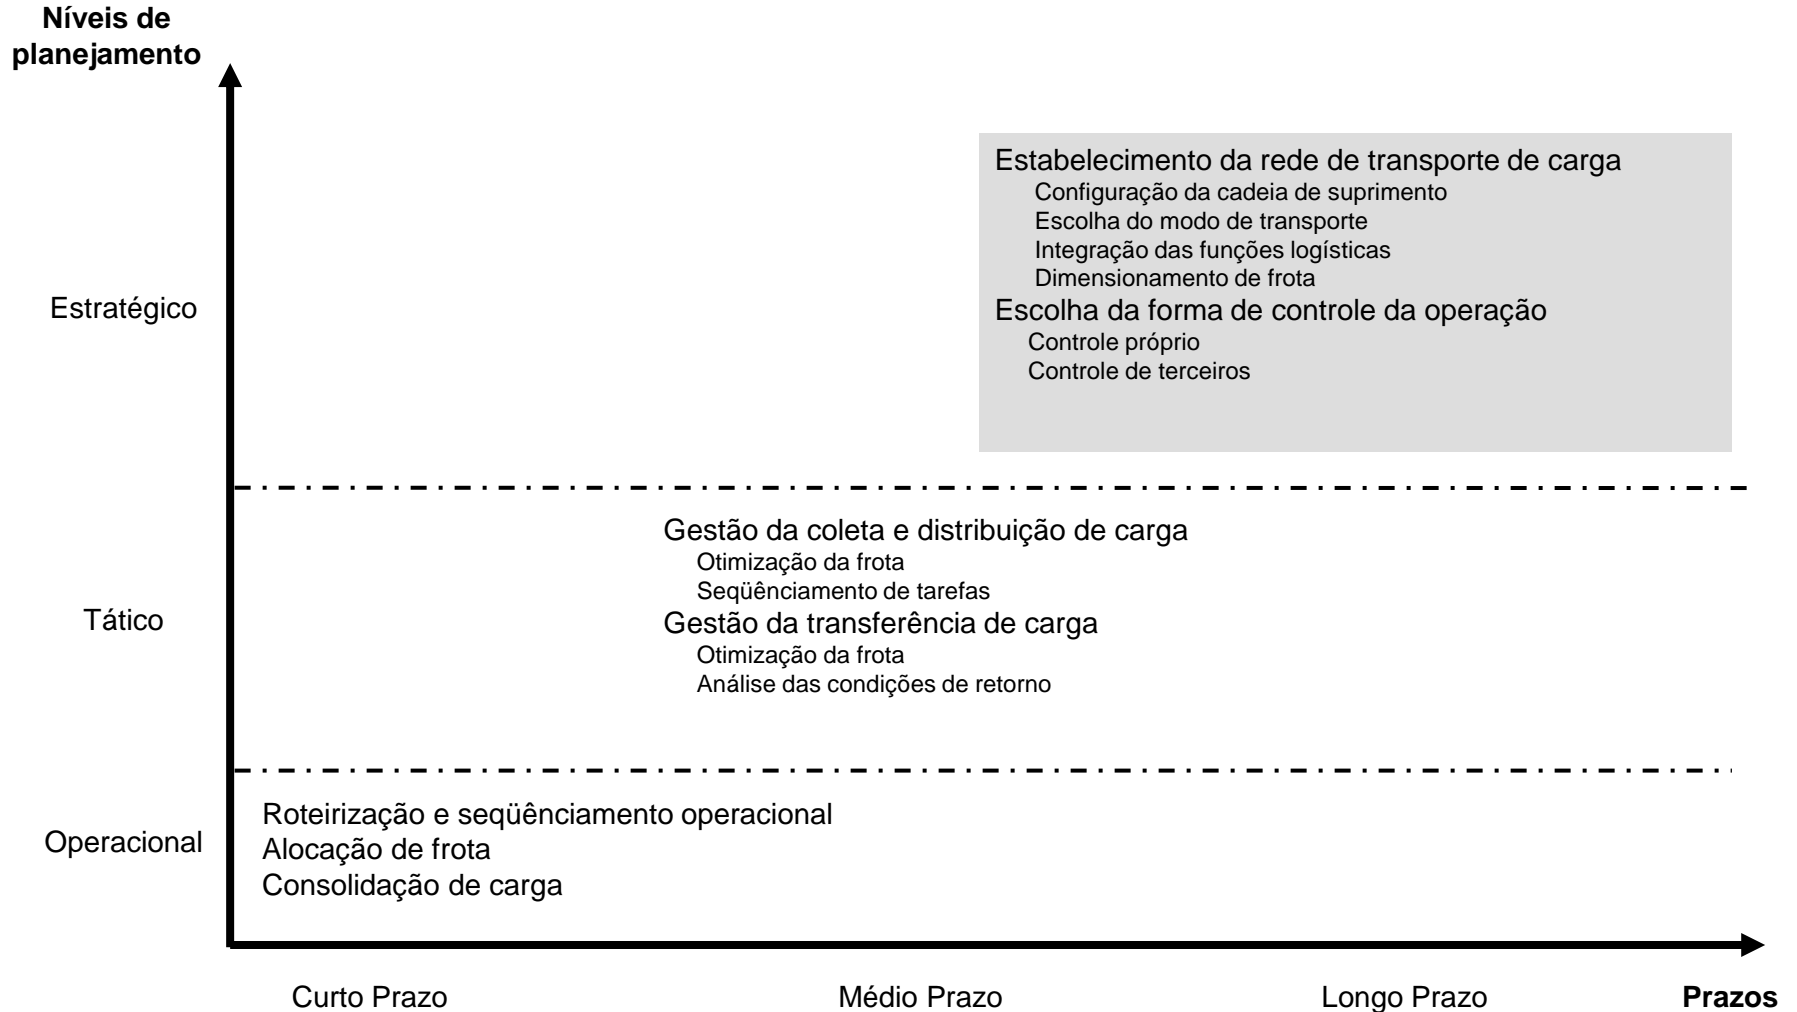 Níveis de
planejamento
Estabelecimento da rede de transporte de carga
Configuração da cadeia de suprimento
Escolha do modo de transporte
Integração das funções logísticas
Dimensionamento de frota
Estratégico
Escolha da forma de controle da operação
Controle próprio
Controle de terceiros
Gestão da coleta e distribuição de carga
Otimização da frota
Seqüênciamento de tarefas
Tático
Gestão da transferência de carga
Otimização da frota
Análise das condições de retorno
Roteirização e seqüênciamento operacional
Operacional
Alocação de frota
Consolidação de carga
Curto Prazo
Médio Prazo
Longo Prazo
Prazos